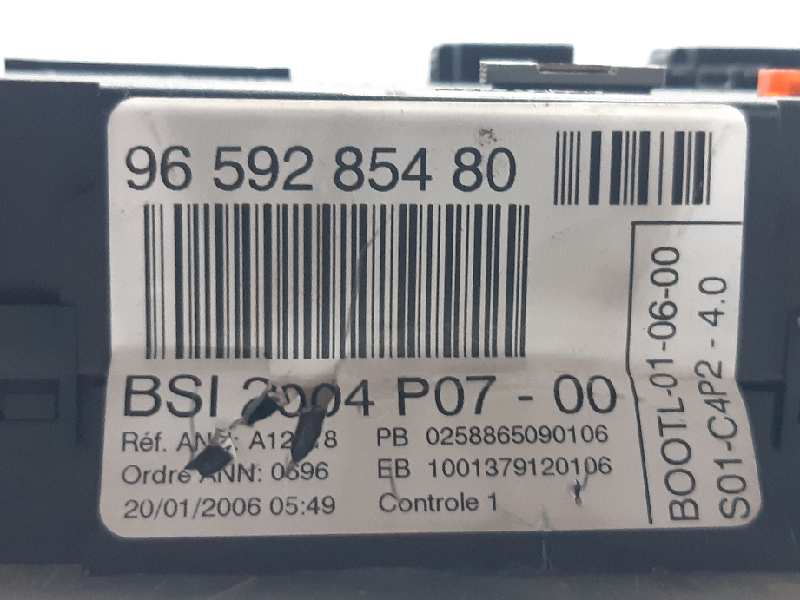 96 592 854 80
BSI 2004 P07 - 00
Réf. ANN: PB 0258865090106
Ordre ANN: 0696 EB 1001379120106
20/01/2006 05:49 Controle 1
BOOTL-01-06-00
S01-C4P2 - 4.0